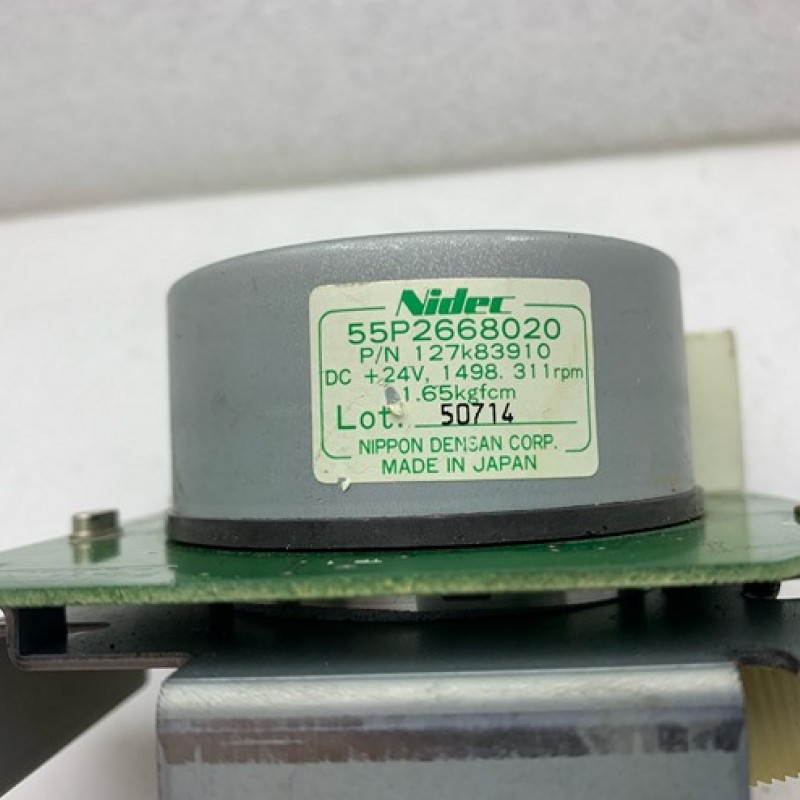 Nidec
55P2668020
P/N 127k83910
DC +24V, 1498. 311rpm
1.65kgfcm
Lot. 50714
NIPPON DENSAN CORP.
MADE IN JAPAN